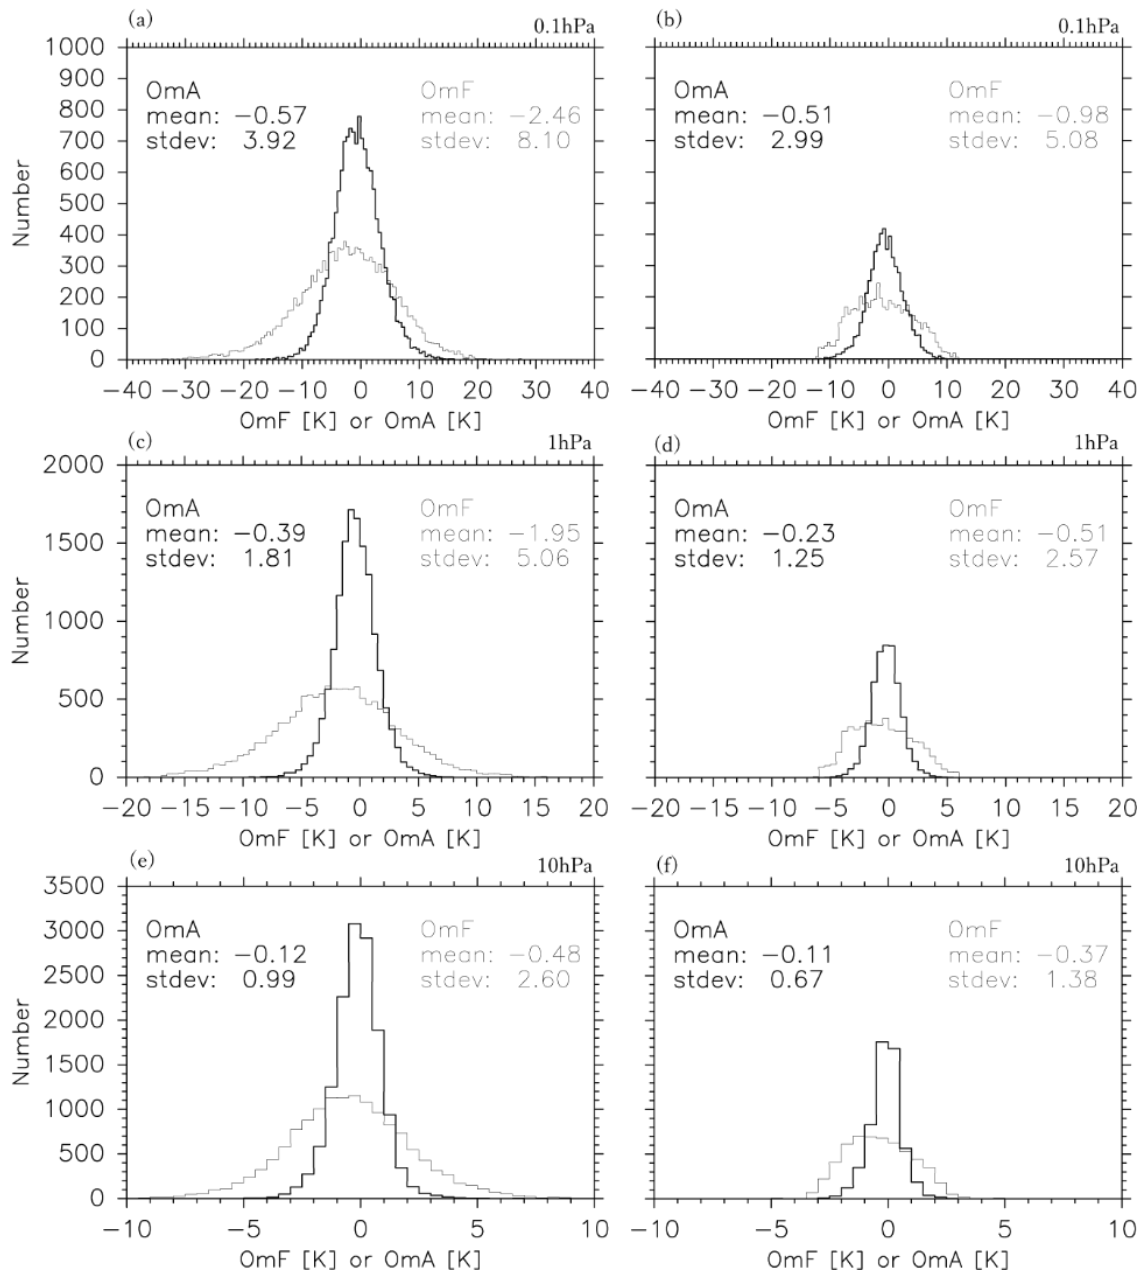 (a) 0.1hPa
1000
900
800
700
600
500
400
300
200
100
0
Number
OmA OmF
mean: −0.57 mean: −2.46
stdev: 3.92 stdev: 8.10
−40 −30 −20 −10 0 10 20 30 40
OmF [K] or OmA [K]
(b) 0.1hPa
OmA OmF
mean: −0.51 mean: −0.98
stdev: 2.99 stdev: 5.08
−40 −30 −20 −10 0 10 20 30 40
OmF [K] or OmA [K]
(c) 1hPa
2000
1500
1000
500
0
Number
OmA OmF
mean: −0.39 mean: −1.95
stdev: 1.81 stdev: 5.06
−20 −15 −10 −5 0 5 10 15 20
OmF [K] or OmA [K]
(d) 1hPa
OmA OmF
mean: −0.23 mean: −0.51
stdev: 1.25 stdev: 2.57
−20 −15 −10 −5 0 5 10 15 20
OmF [K] or OmA [K]
(e) 10hPa
3500
3000
2500
2000
1500
1000
500
0
Number
OmA OmF
mean: −0.12 mean: −0.48
stdev: 0.99 stdev: 2.60
−10 −5 0 5 10
OmF [K] or OmA [K]
(f) 10hPa
OmA OmF
mean: −0.11 mean: −0.37
stdev: 0.67 stdev: 1.38
−10 −5 0 5 10
OmF [K] or OmA [K]